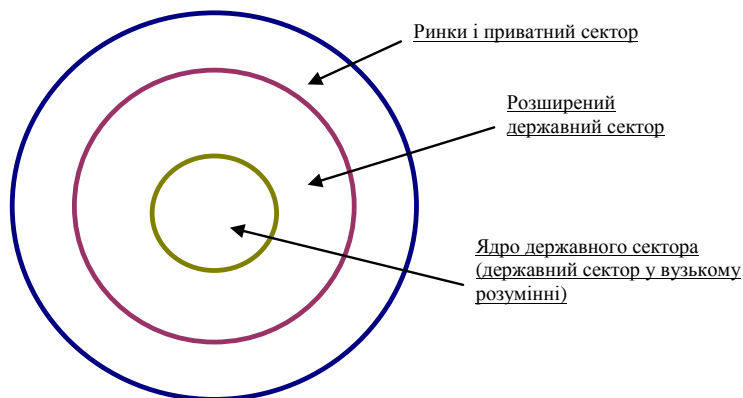 Ринки і приватний сектор
Розширений
державний сектор
Ядро державного сектора
(державний сектор у вузькому
розумінні)